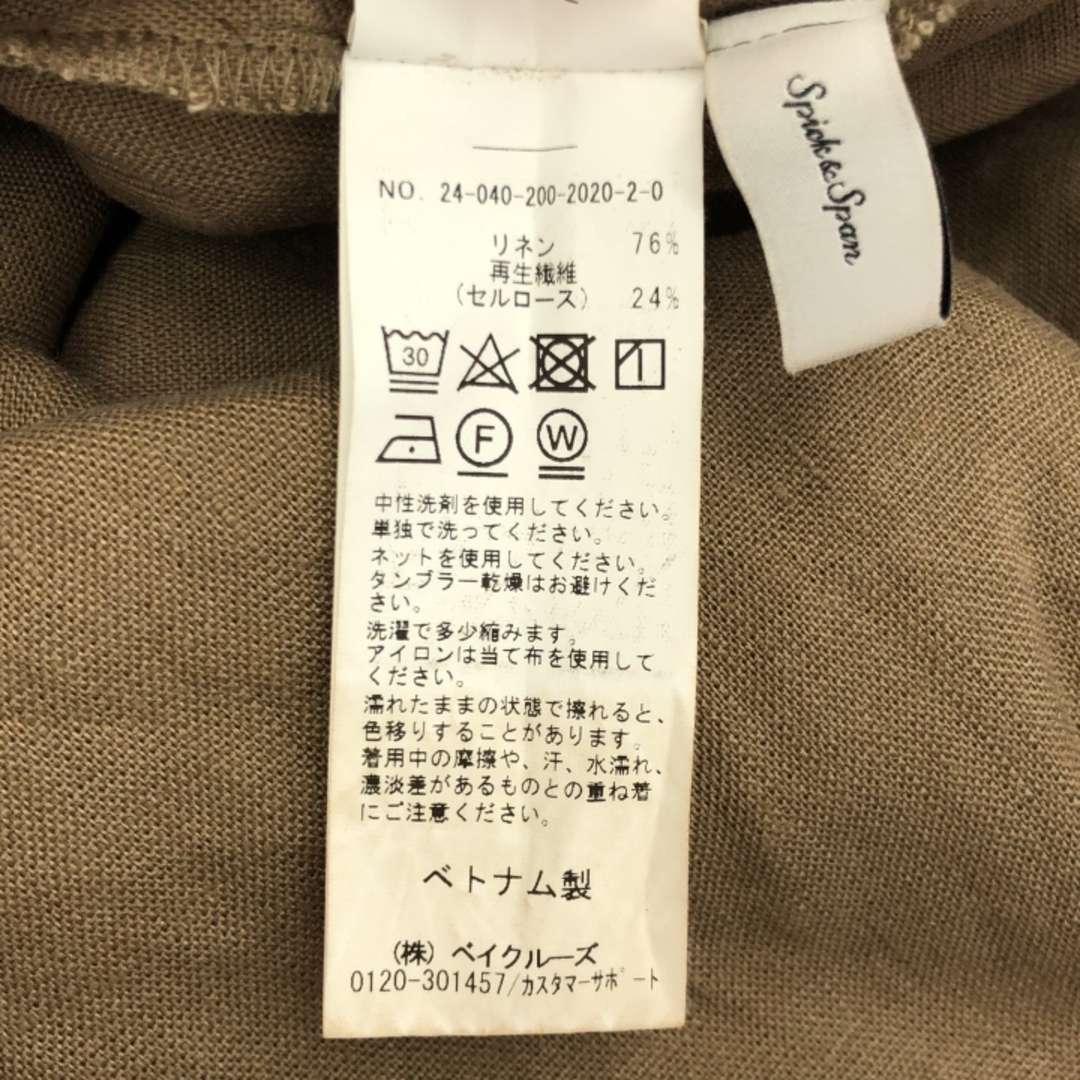 NO. 24-040-200-2020-2-0
リネン 76%
再生繊維
(セルロース) 24%
30
F
W
中性洗剤を使用してください。
単独で洗ってください。
ネットを使用してください。
タンブラー乾燥はお避けくだ
さい。
洗濯で多少縮みます。
アイロンは当て布を使用して
ください。
濡れたままの状態で擦れると、
色移りすることがあります。
着用中の摩擦や、汗、水濡れ、
濃淡差があるものとの重ね着
にご注意ください。
ベトナム製
(株) ベイクルーズ
0120-301457/カスタマーサポート
Spick&Span